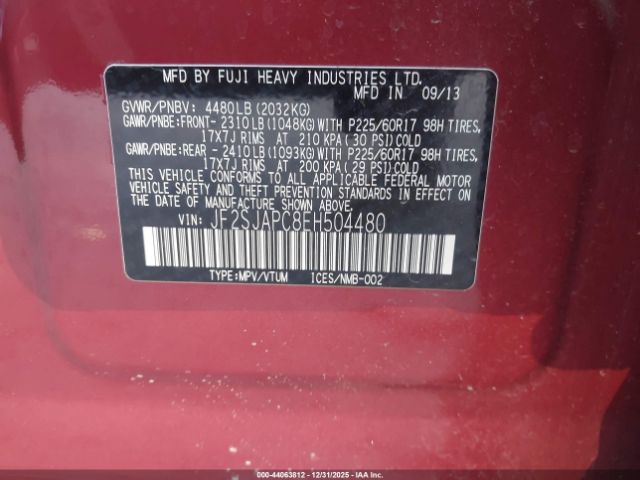 MFD BY FUJI HEAVY INDUSTRIES LTD.
MFD IN 09/13
GVWR/PNBV: 4480LB(2032KG)
GAWR/PNBE:FRONT- 2310LB(1048KG)WITH P225/60R17 98H TIRES,
17X7J RIMS AT 210 KPA(30 PSI)COLD
GAWR/PNBE:REAR - 2410LB(1093KG)WITH P225/60R17 98H TIRES,
17X7J RIMS AT 200 KPA(29 PSI)COLD
THIS VEHICLE CONFORMS TO ALL APPLICABLE FEDERAL MOTOR
VEHICLE SAFETY AND THEFT PREVENTION STANDARDS IN EFFECT ON
THE DATE OF MANUFACTURE SHOWN ABOVE.
VIN: JF2SJAPC8EH504480
TYPE:MPV/VTUM ICES/NMB-002
© IAA - 44063812 - 12/31/2025 - IAAI.COM